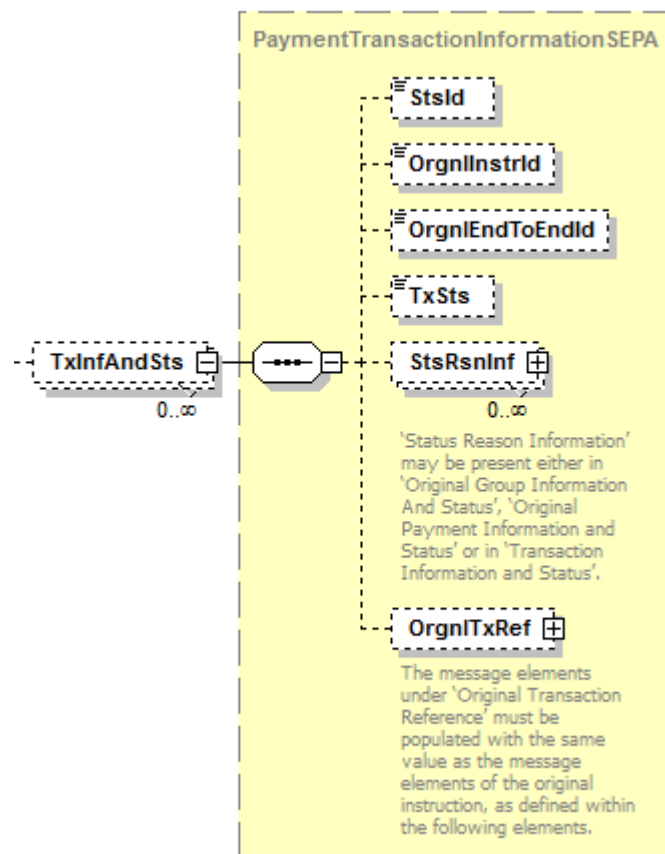 PaymentTransactionInformationSEPA
StsId
OrgnlInstrId
OrgnlEndToEndId
TxSts
TxInfAndSts
0..∞
StsRsnInf
0..∞
‘Status Reason Information’
may be present either in
‘Original Group Information
And Status’, ‘Original
Payment Information and
Status’ or in ‘Transaction
Information and Status’.
OrgnlTxRef
The message elements
under ‘Original Transaction
Reference’ must be
populated with the same
value as the message
elements of the original
instruction, as defined within
the following elements.